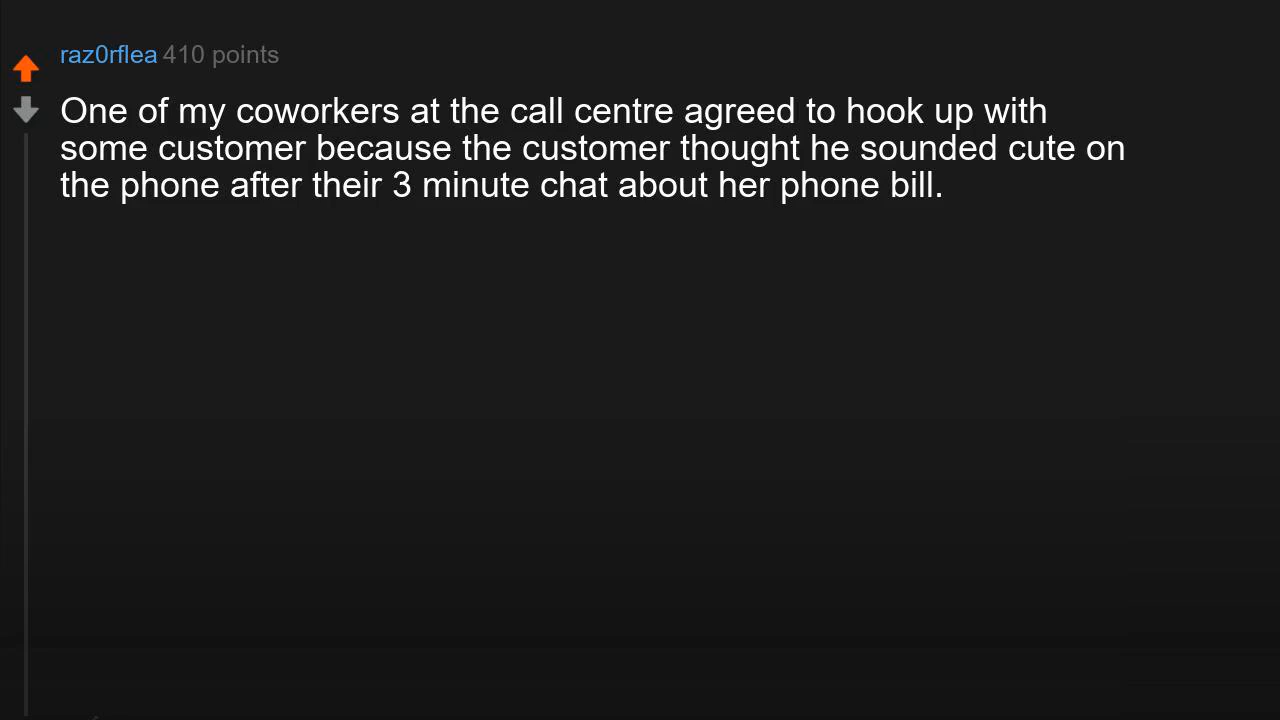 raz0rflea 410 points
One of my coworkers at the call centre agreed to hook up with
some customer because the customer thought he sounded cute on
the phone after their 3 minute chat about her phone bill.